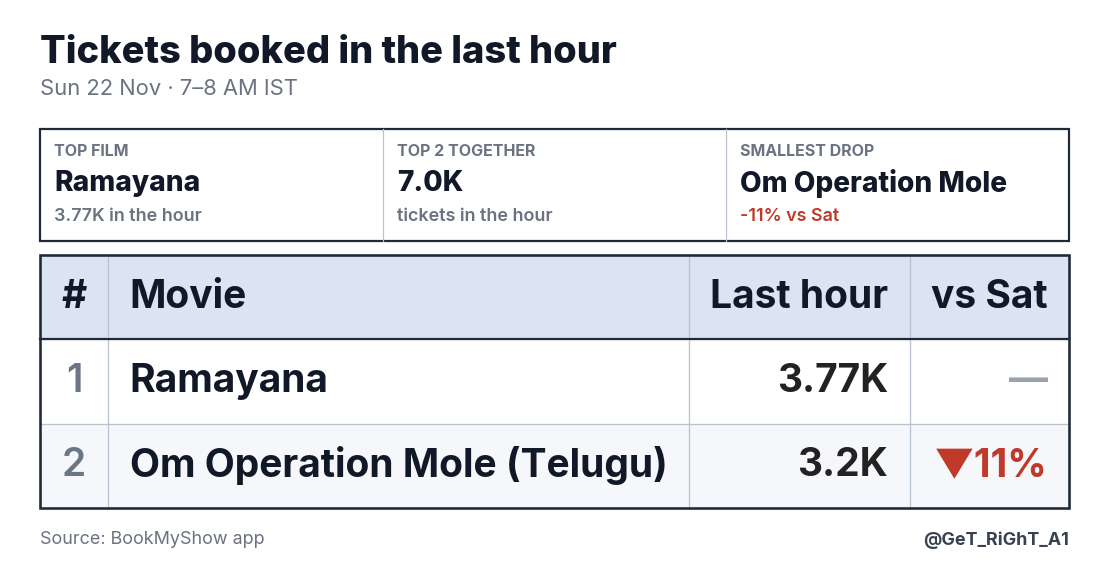 Tickets booked in the last hour
Sun 22 Nov · 7–8 AM IST
TOP FILM
Ramayana
3.77K in the hour
TOP 2 TOGETHER
7.0K
tickets in the hour
SMALLEST DROP
Om Operation Mole
-11% vs Sat
# Movie Last hour vs Sat
1 Ramayana 3.77K —
2 Om Operation Mole (Telugu) 3.2K ▼11%
Source: BookMyShow app
@GeT_RiGhT_A1